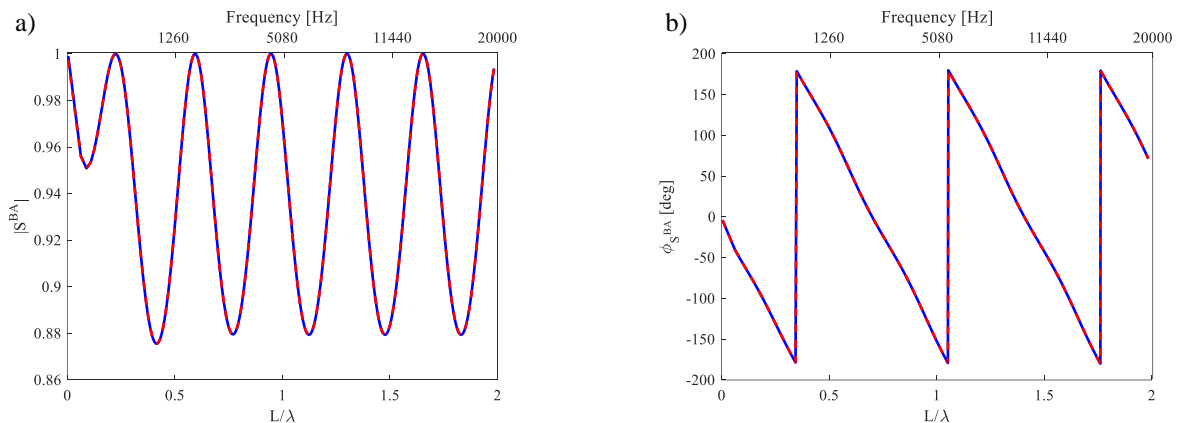 a)
Frequency [Hz]
1260 5080 11440 20000
1
0.98
0.96
0.94
0.92
0.9
0.88
0.86
|S^BA|
0 0.5 1 1.5 2
L/λ
b)
Frequency [Hz]
1260 5080 11440 20000
200
150
100
50
0
-50
-100
-150
-200
ϕ_S^BA [deg]
0 0.5 1 1.5 2
L/λ